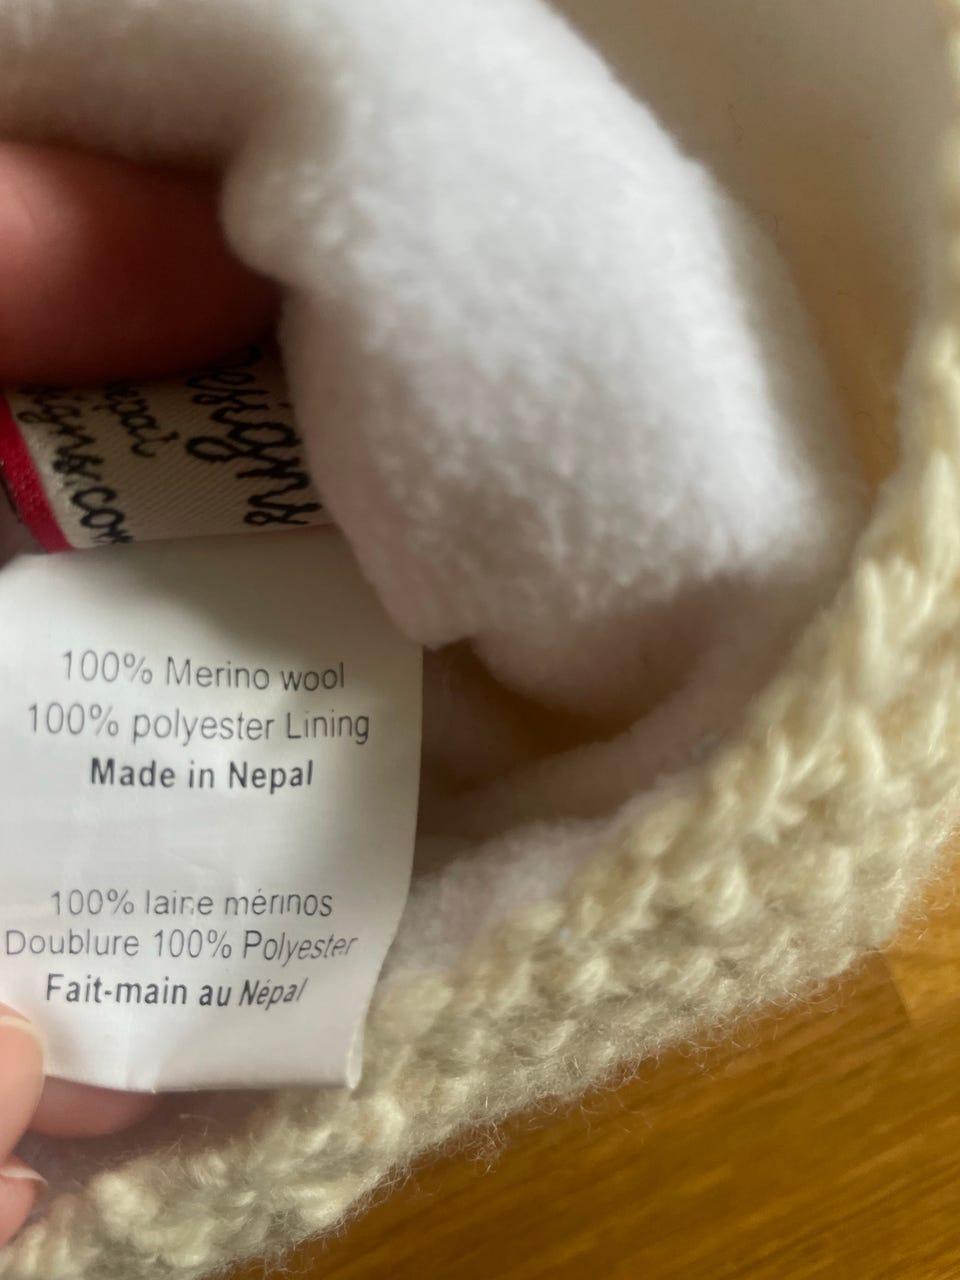 100% Merino wool
100% polyester Lining
Made in Nepal
100% laine mérinos
Doublure 100% Polyester
Fait-main au Népal